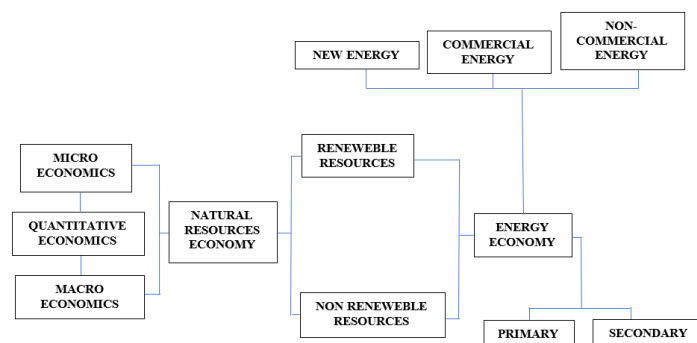 NON-
COMMERCIAL
ENERGY
COMMERCIAL
ENERGY
NEW ENERGY
RENEWEBLE
RESOURCES
MICRO
ECONOMICS
QUANTITATIVE
ECONOMICS
MACRO
ECONOMICS
NATURAL
RESOURCES
ECONOMY
ENERGY
ECONOMY
NON RENEWEBLE
RESOURCES
PRIMARY
SECONDARY